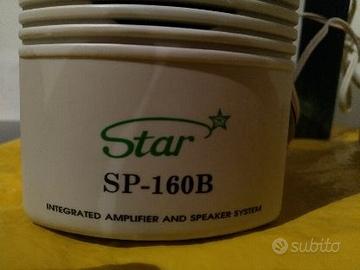 Star
SP-160B
INTEGRATED AMPLIFIER AND SPEAKER SYSTEM
subito